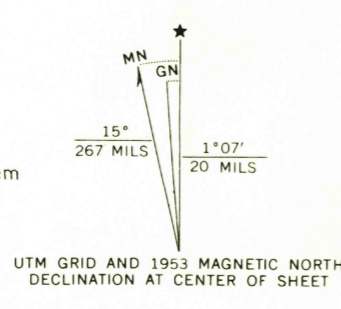 MN
GN
15°
267 MILS
1°07′
20 MILS
m
UTM GRID AND 1953 MAGNETIC NORTH
DECLINATION AT CENTER OF SHEET